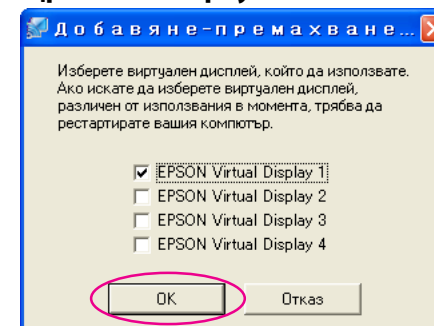 Добавяне-премахване...
Изберете виртуален дисплей, който да използвате.
Ако искате да изберете виртуален дисплей,
различен от използвания в момента, трябва да
рестартирате вашия компютър.
EPSON Virtual Display 1
EPSON Virtual Display 2
EPSON Virtual Display 3
EPSON Virtual Display 4
OK
Отказ